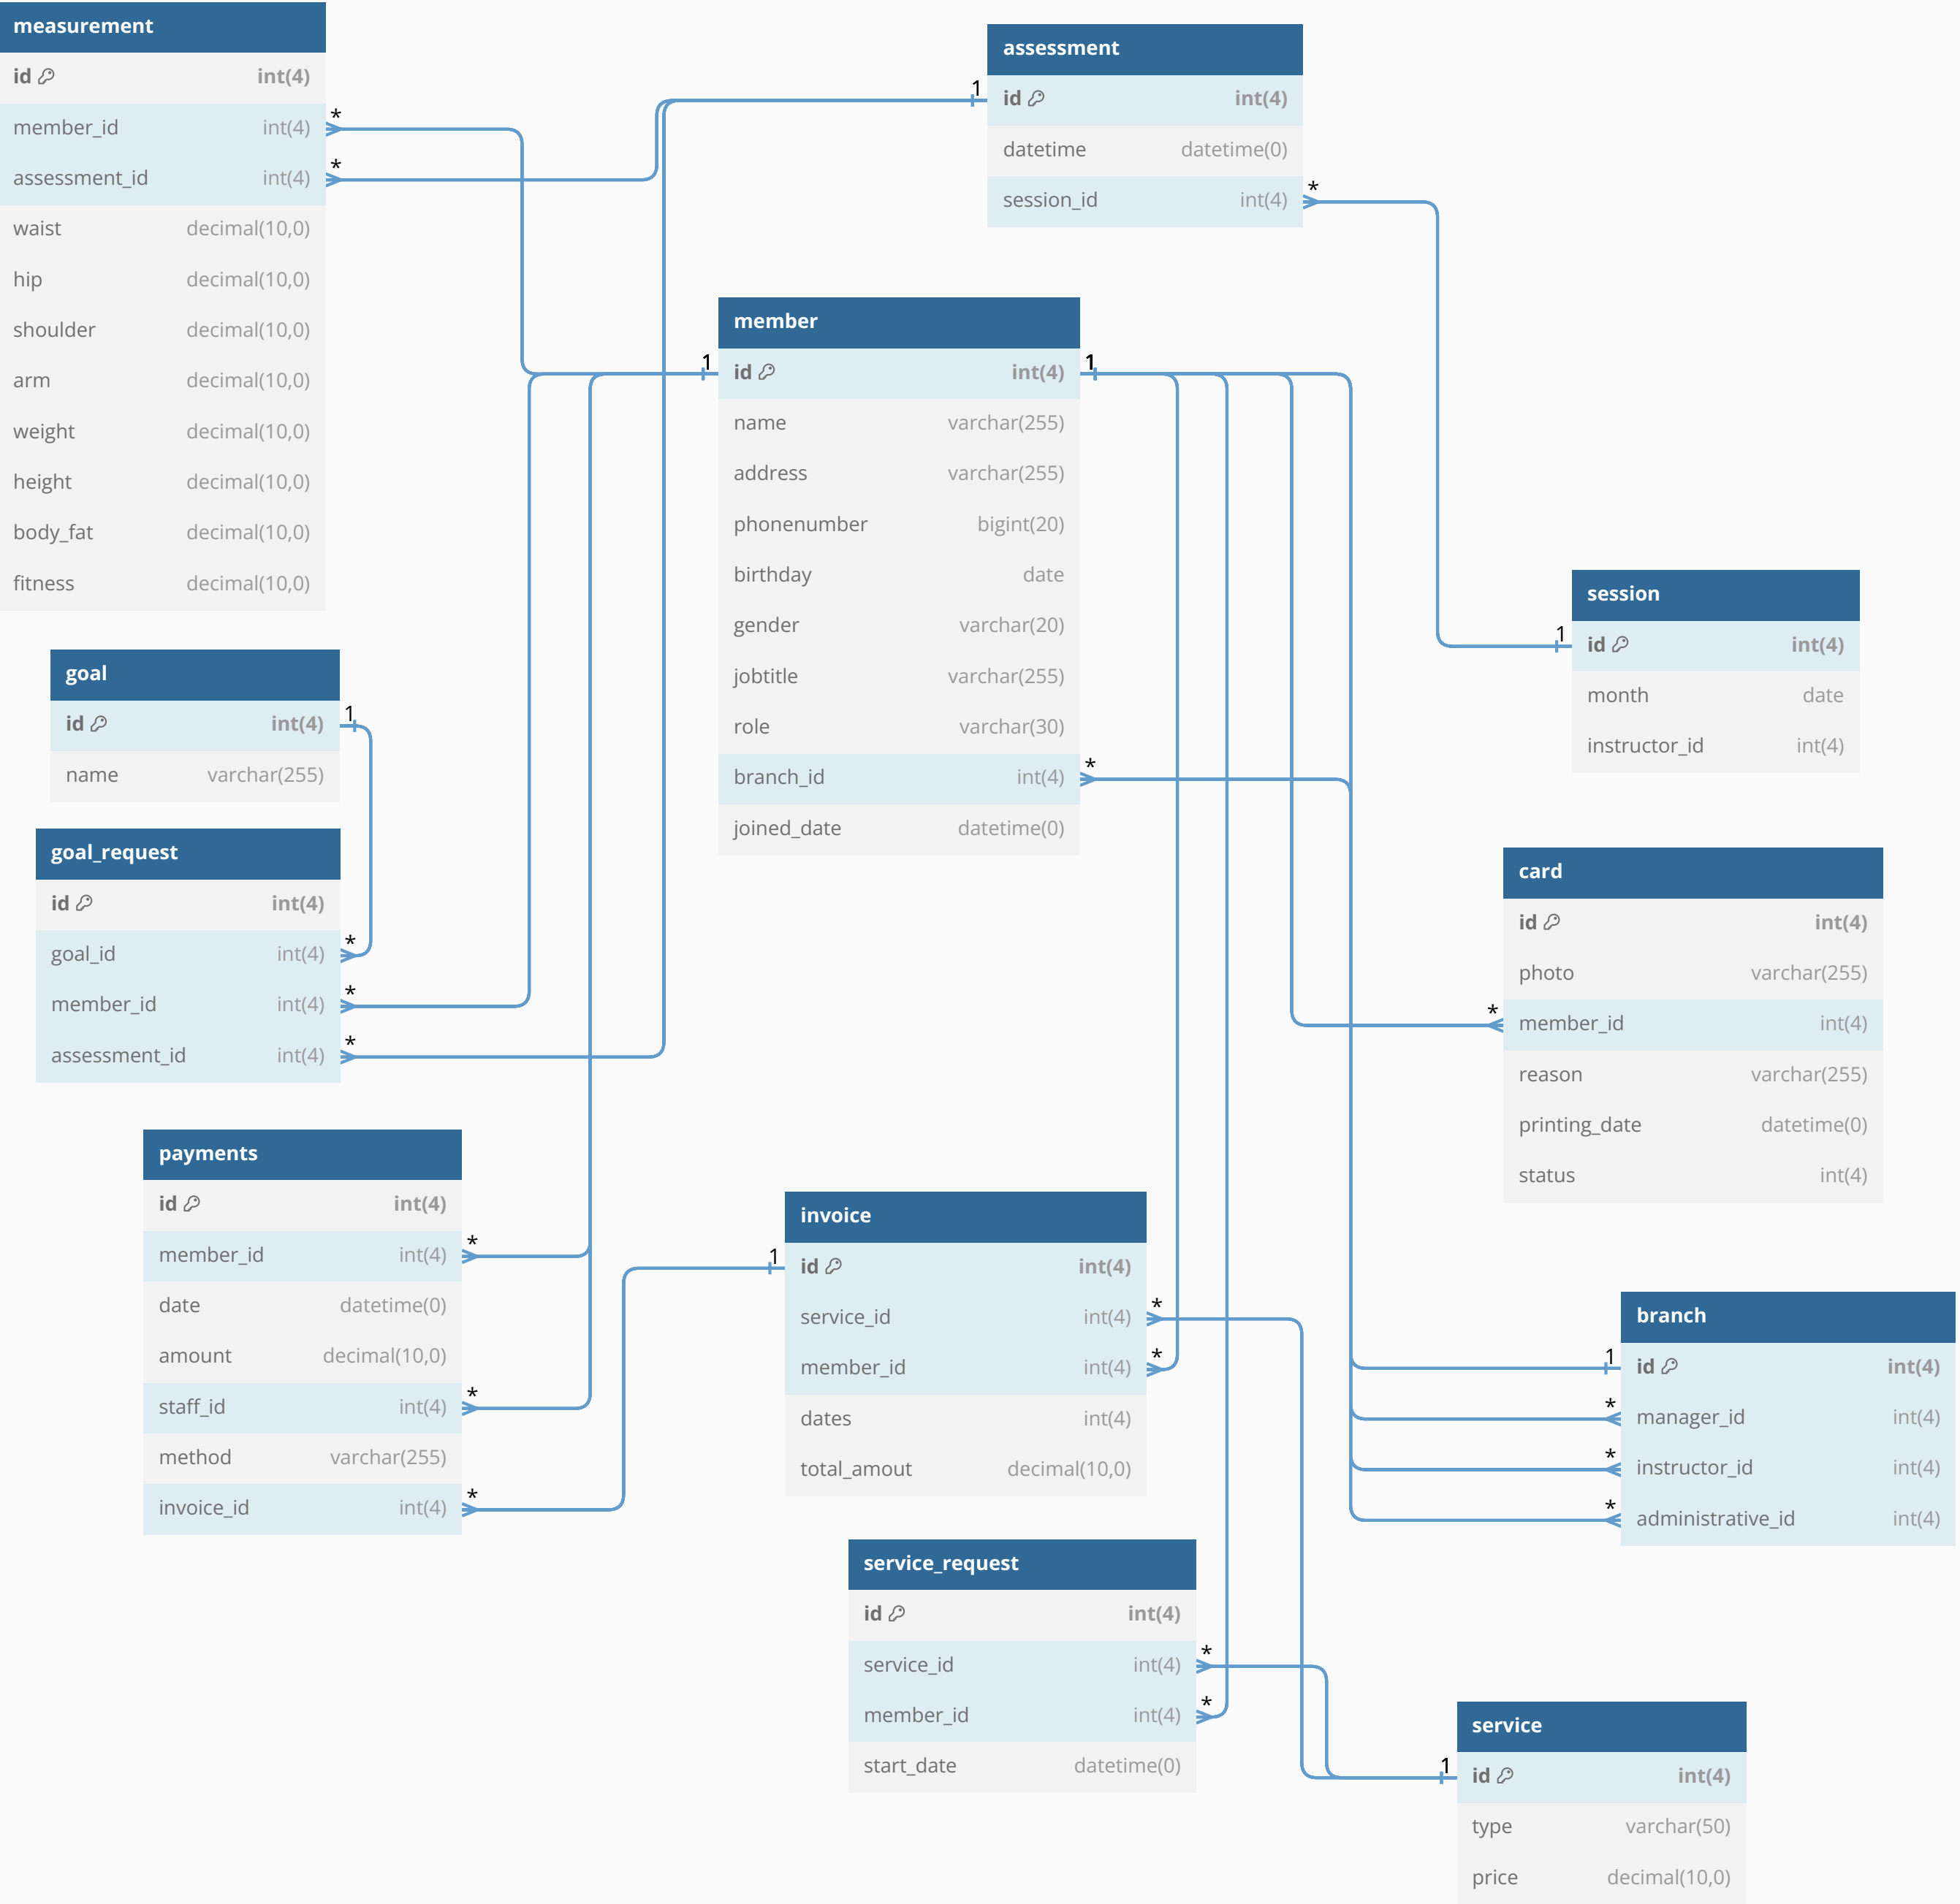 measurement
id int(4)
member_id int(4)
assessment_id int(4)
waist decimal(10,0)
hip decimal(10,0)
shoulder decimal(10,0)
arm decimal(10,0)
weight decimal(10,0)
height decimal(10,0)
body_fat decimal(10,0)
fitness decimal(10,0)
*
*
assessment
1
id int(4)
datetime datetime(0)
session_id int(4)
*
member
1
1
id int(4)
name varchar(255)
address varchar(255)
phonenumber bigint(20)
birthday date
gender varchar(20)
jobtitle varchar(255)
role varchar(30)
branch_id int(4)
*
joined_date datetime(0)
session
1
id int(4)
month date
instructor_id int(4)
goal
id int(4)
1
name varchar(255)
goal_request
id int(4)
goal_id int(4)
*
member_id int(4)
*
assessment_id int(4)
*
card
id int(4)
photo varchar(255)
*
member_id int(4)
reason varchar(255)
printing_date datetime(0)
status int(4)
payments
id int(4)
member_id int(4)
*
date datetime(0)
amount decimal(10,0)
staff_id int(4)
*
method varchar(255)
invoice_id int(4)
*
invoice
1
id int(4)
service_id int(4)
*
member_id int(4)
*
dates int(4)
total_amout decimal(10,0)
branch
1
id int(4)
*
manager_id int(4)
*
instructor_id int(4)
*
administrative_id int(4)
service_request
id int(4)
service_id int(4)
*
member_id int(4)
*
start_date datetime(0)
service
1
id int(4)
type varchar(50)
price decimal(10,0)